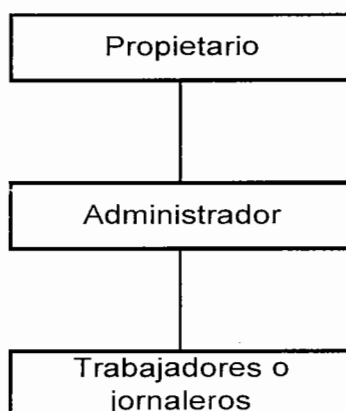 Propietario
Administrador
Trabajadores o
jornaleros